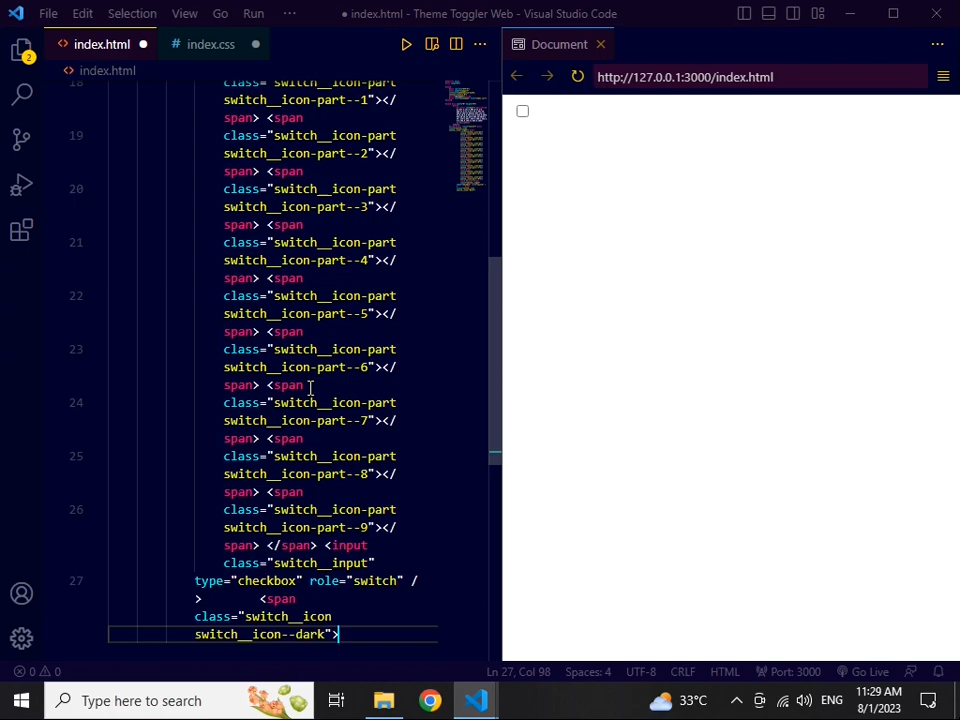 File Edit Selection View Go Run ··· ● index.html - Theme Toggler Web - Visual Studio Code
<> index.html ● # index.css ●
Document ×
<> index.html
http://127.0.0.1:3000/index.html
2
18 class="switch__icon-part
switch__icon-part--1"></
span> <span
19 class="switch__icon-part
switch__icon-part--2"></
span> <span
20 class="switch__icon-part
switch__icon-part--3"></
span> <span
21 class="switch__icon-part
switch__icon-part--4"></
span> <span
22 class="switch__icon-part
switch__icon-part--5"></
span> <span
23 class="switch__icon-part
switch__icon-part--6"></
span> <span
24 class="switch__icon-part
switch__icon-part--7"></
span> <span
25 class="switch__icon-part
switch__icon-part--8"></
span> <span
26 class="switch__icon-part
switch__icon-part--9"></
span> </span> <input
class="switch__input"
27 type="checkbox" role="switch" /
> <span
class="switch__icon
switch__icon--dark">
0 0 Ln 27, Col 98 Spaces: 4 UTF-8 CRLF HTML Port: 3000 Go Live
Type here to search
33°C ENG
11:29 AM
8/1/2023